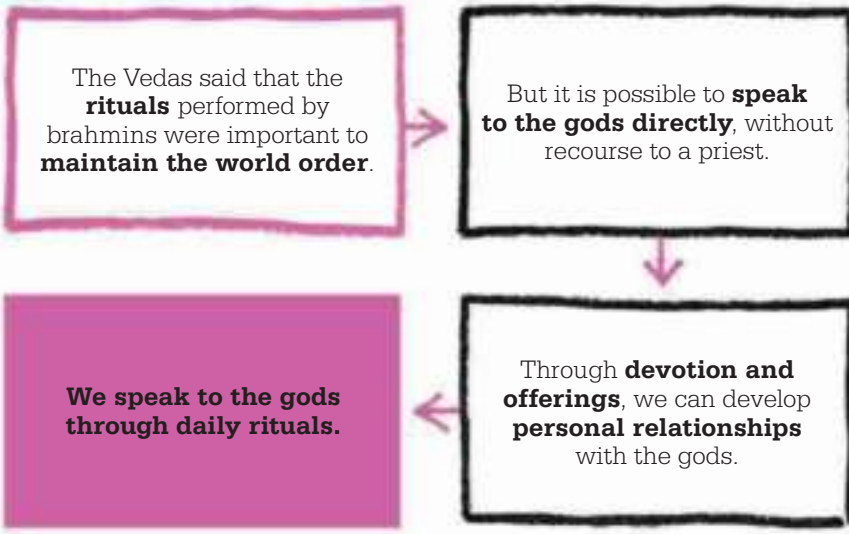 The Vedas said that the
rituals performed by
brahmins were important to
maintain the world order.
But it is possible to speak
to the gods directly, without
recourse to a priest.
Through devotion and
offerings, we can develop
personal relationships
with the gods.
We speak to the gods
through daily rituals.